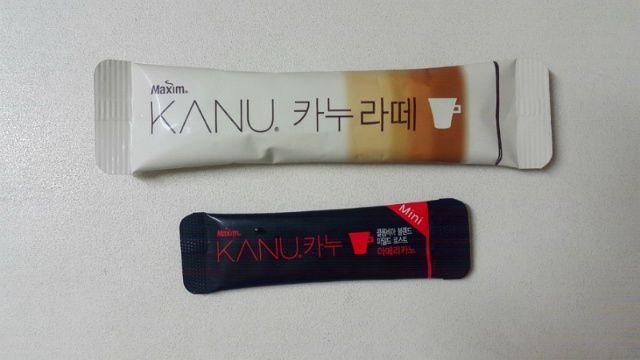 Maxim
KANU 카누 라떼
Maxim
KANU 카누
콜롬비아 블렌드
마일드 로스트
아메리카노
Mini